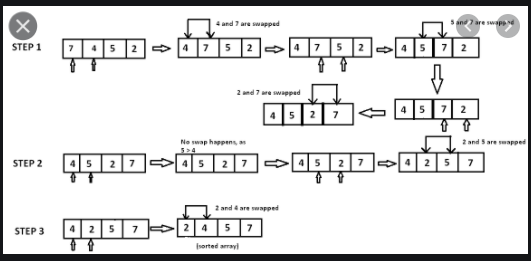 4 and 7 are swapped
5 and 7 are swapped
STEP 1
7 4 5 2
4 7 5 2
4 7 5 2
4 5 7 2
2 and 7 are swapped
4 5 2 7
4 5 7 2
2 and 5 are swapped
No swap happens, as
5 > 4
STEP 2
4 5 2 7
4 5 2 7
4 5 2 7
4 2 5 7
2 and 4 are swapped
STEP 3
4 2 5 7
2 4 5 7
(sorted array)